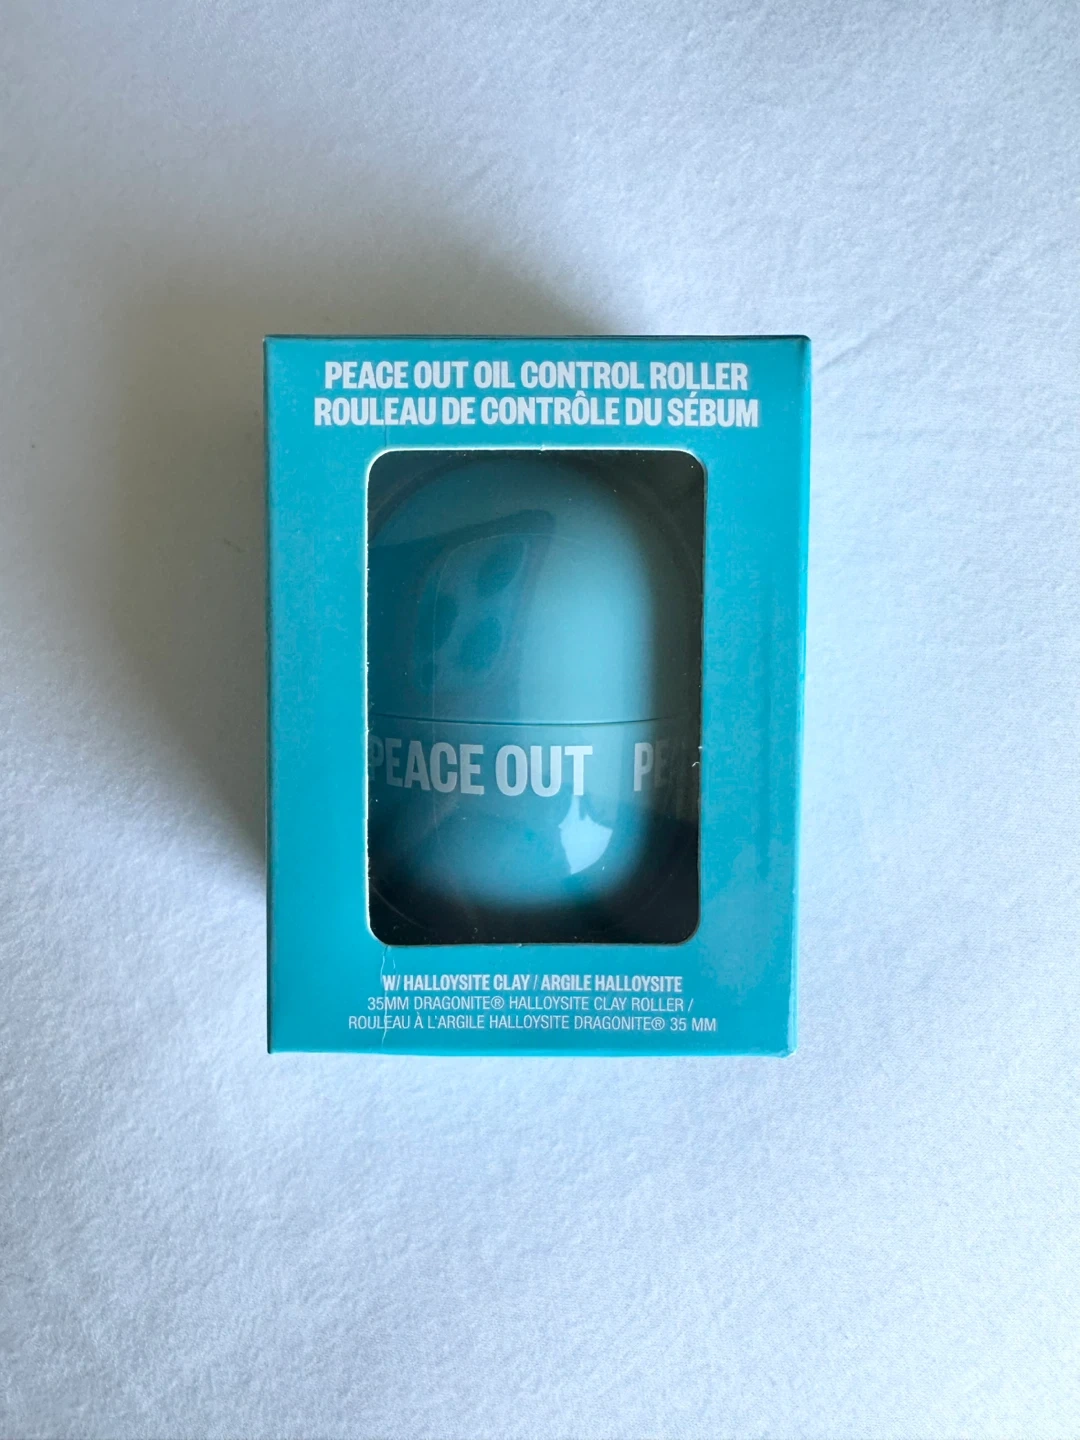 PEACE OUT OIL CONTROL ROLLER
ROULEAU DE CONTRÔLE DU SÉBUM
PEACE OUT
W/ HALLOYSITE CLAY / ARGILE HALLOYSITE
35MM DRAGONITE® HALLOYSITE CLAY ROLLER /
ROULEAU À L'ARGILE HALLOYSITE DRAGONITE® 35 MM